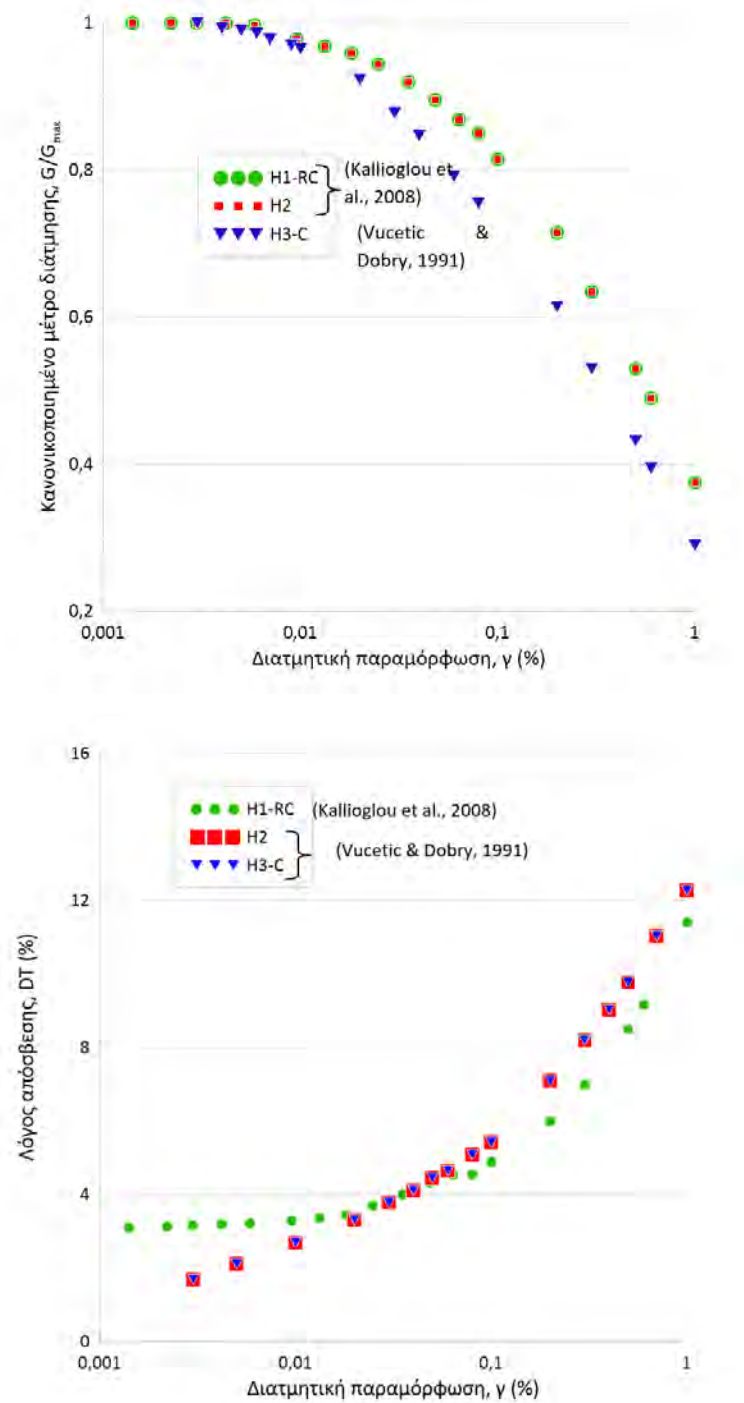 1
0,8
0,6
0,4
0,2
Κανονικοποιημένο μέτρο διάτμησης, G/Gmax
H1-RC
(Kallioglou et
al., 2008)
H2
H3-C
(Vucetic &
Dobry, 1991)
0,001 0,01 0,1 1
Διατμητική παραμόρφωση, γ (%)
16
12
8
4
0
Λόγος απόσβεσης, DT (%)
H1-RC (Kallioglou et al., 2008)
H2
(Vucetic & Dobry, 1991)
H3-C
0,001 0,01 0,1 1
Διατμητική παραμόρφωση, γ (%)